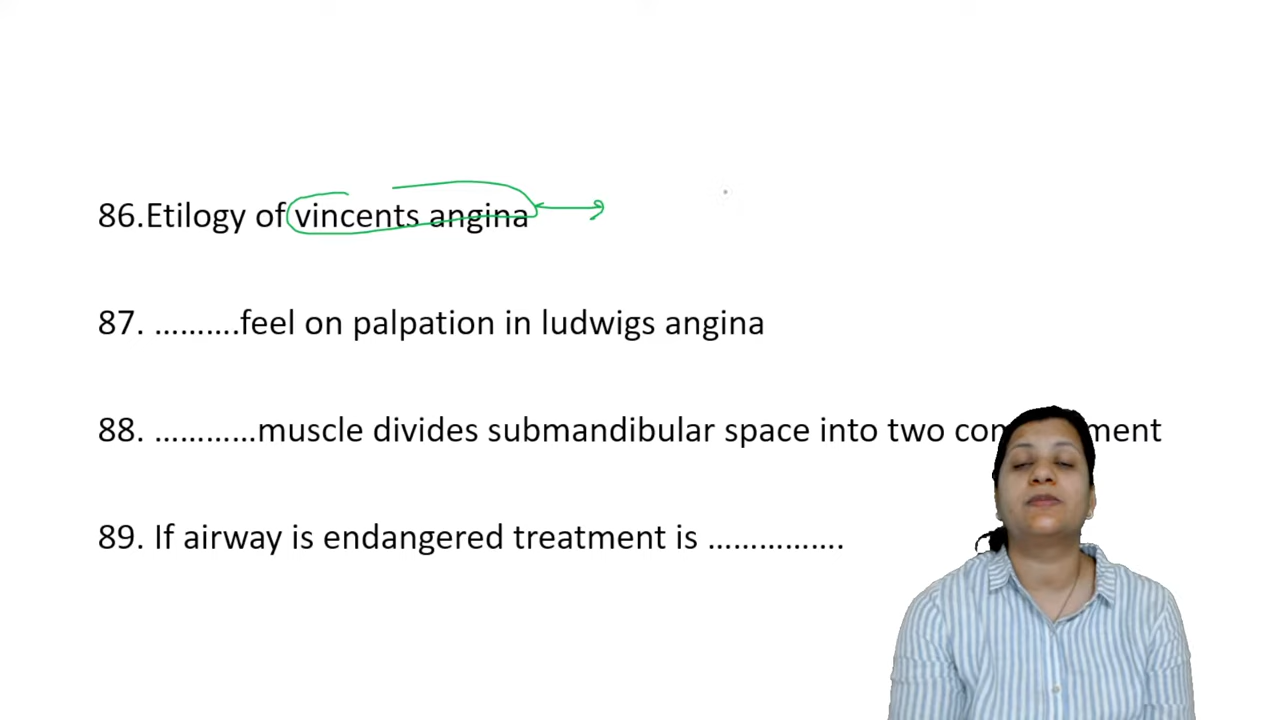 86.Etilogy of vincents angina
87. ……….feel on palpation in ludwigs angina
88. …………muscle divides submandibular space into two
89. If airway is endangered treatment is …………….